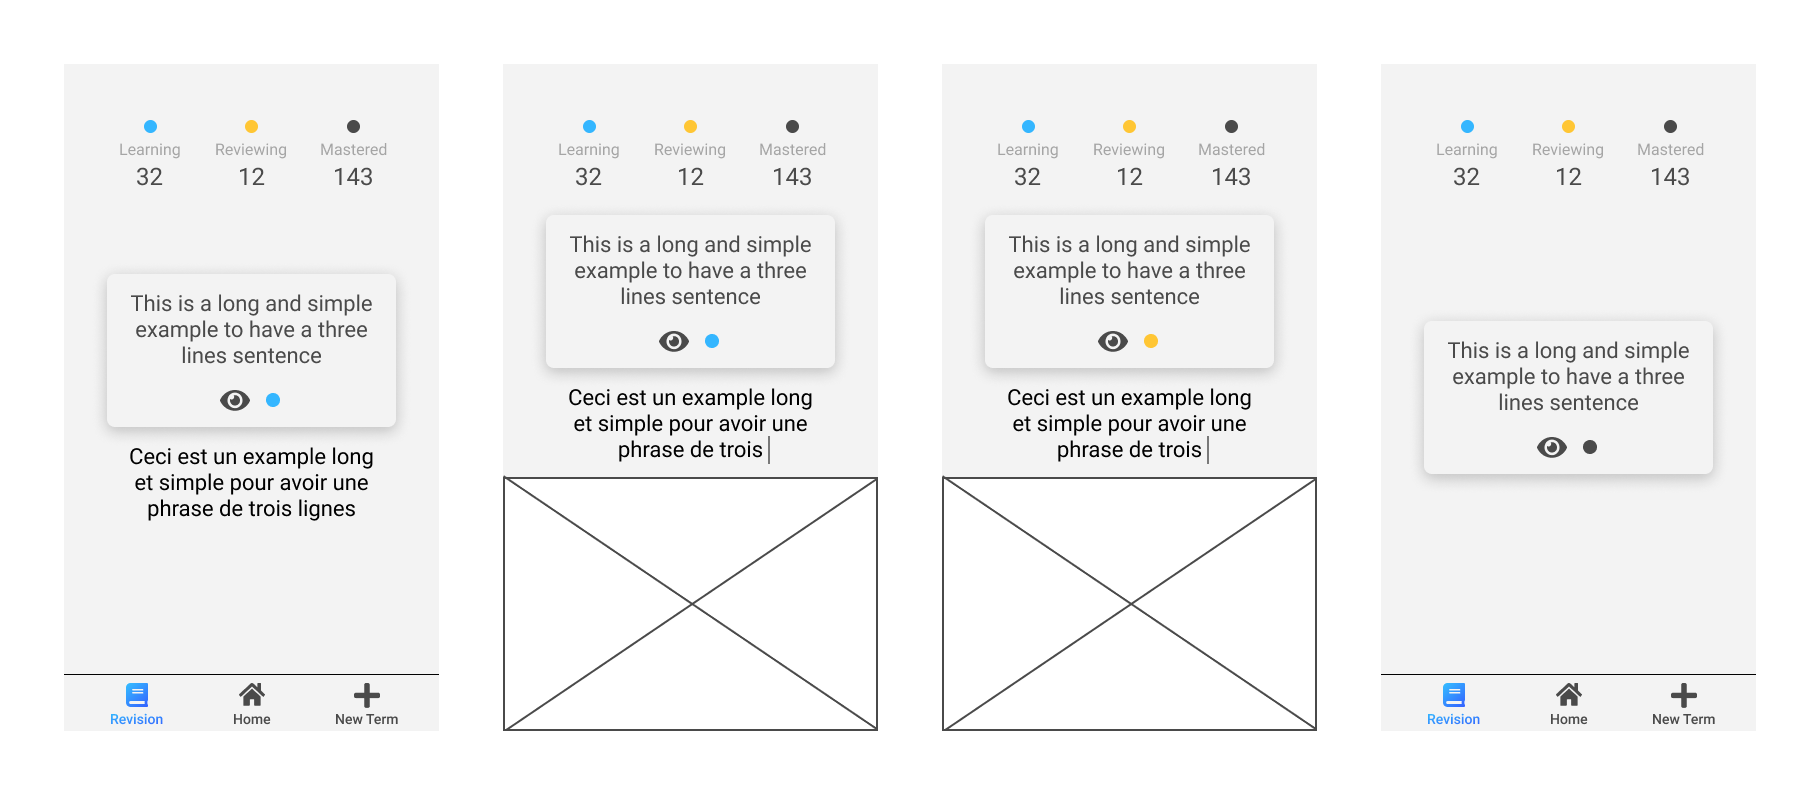 Learning Reviewing Mastered
32 12 143
This is a long and simple
example to have a three
lines sentence
Ceci est un example long
et simple pour avoir une
phrase de trois lignes
Revision Home New Term
Learning Reviewing Mastered
32 12 143
This is a long and simple
example to have a three
lines sentence
Ceci est un example long
et simple pour avoir une
phrase de trois
Learning Reviewing Mastered
32 12 143
This is a long and simple
example to have a three
lines sentence
Ceci est un example long
et simple pour avoir une
phrase de trois
Learning Reviewing Mastered
32 12 143
This is a long and simple
example to have a three
lines sentence
Revision Home New Term